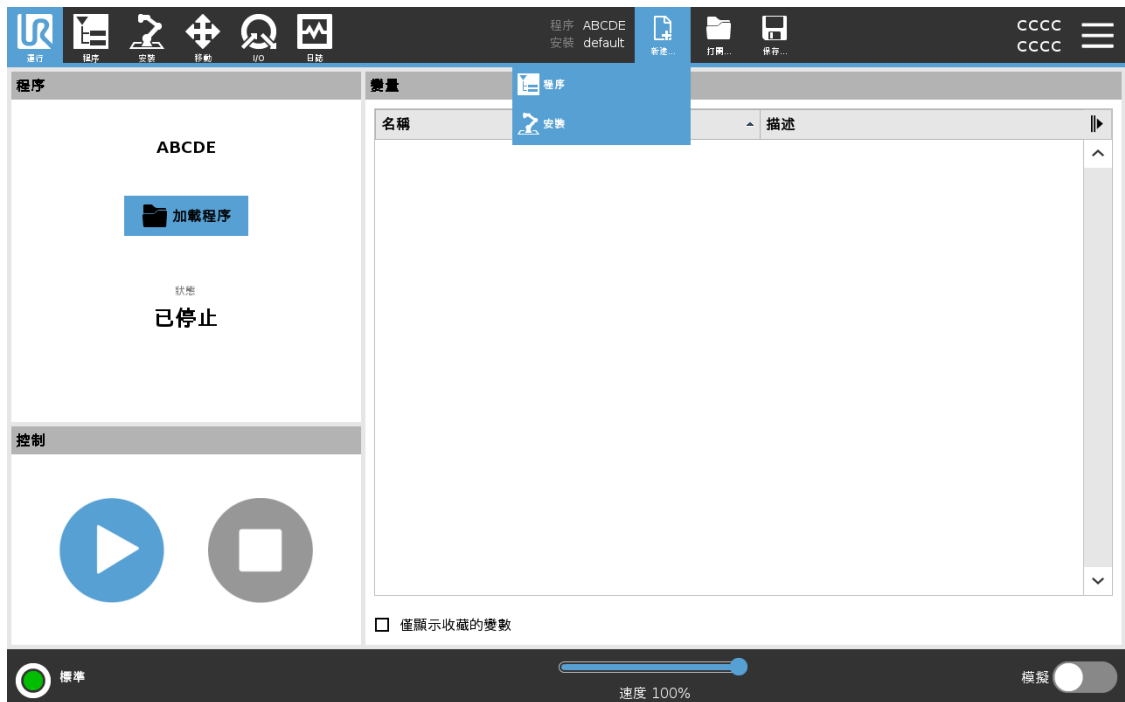 運行
程序
安裝
移動
I/O
日誌
程序 ABCDE
安裝 default
新建...
打開...
保存...
CCCC
CCCC
程序
安裝
程序
ABCDE
加載程序
狀態
已停止
變量
名稱
描述
控制
僅顯示收藏的變數
標準
速度 100%
模擬